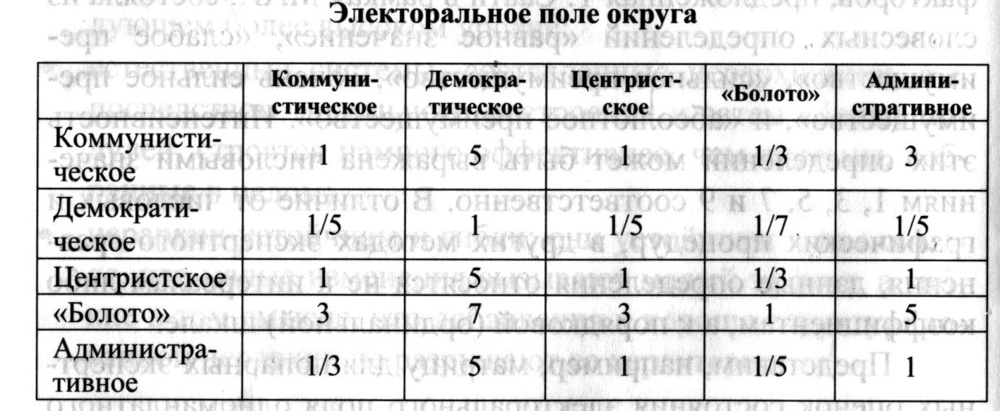 Электоральное поле округа
Коммуни- Демокра- Центрист- «Болото» Админи-
стическое тическое ское стративное
Коммунисти-
ческое 1 5 1 1/3 3
Демократи-
ческое 1/5 1 1/5 1/7 1/5
Центристское 1 5 1 1/3 1
«Болото» 3 7 3 1 5
Администра-
тивное 1/3 5 1 1/5 1